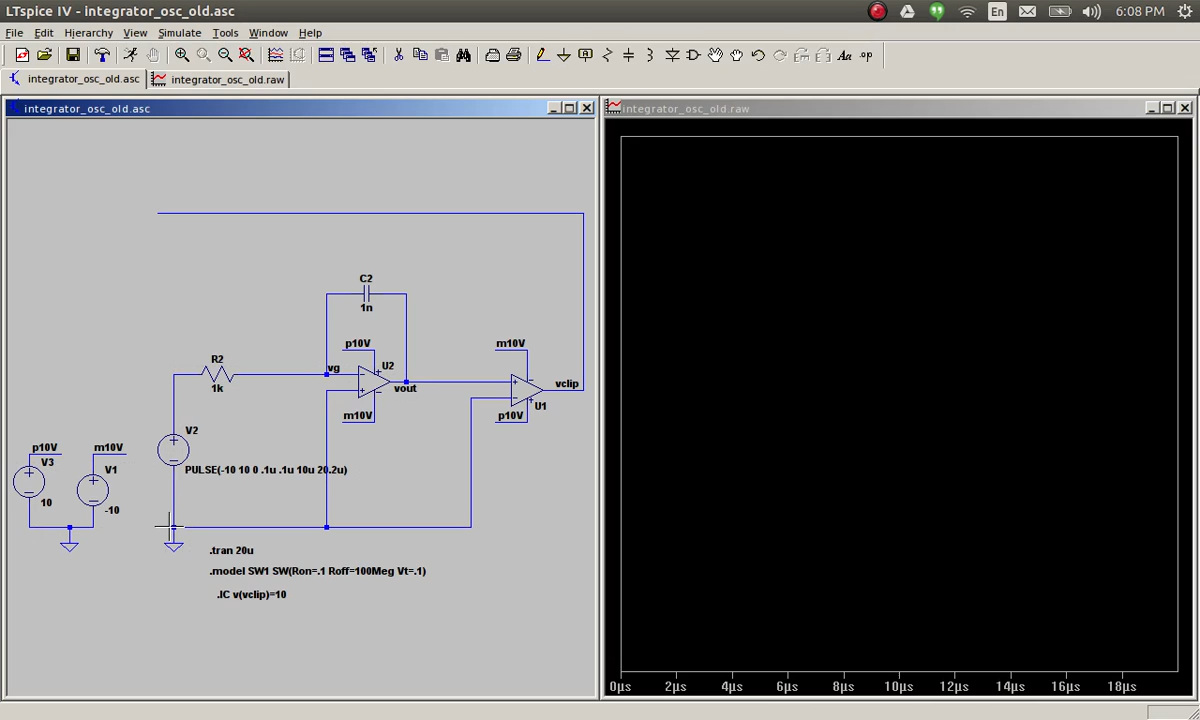 LTspice IV - integrator_osc_old.asc
En
6:08 PM
File Edit Hierarchy View Simulate Tools Window Help
Aa .op
integrator_osc_old.asc
integrator_osc_old.raw
integrator_osc_old.asc
integrator_osc_old.raw
C2
1n
p10V
m10V
R2
1k
vg
U2
vout
vclip
m10V
p10V
U1
V2
PULSE(-10 10 0 .1u .1u 10u 20.2u)
p10V
m10V
V3
V1
10
-10
.tran 20u
.model SW1 SW(Ron=.1 Roff=100Meg Vt=.1)
.IC v(vclip)=10
0µs 2µs 4µs 6µs 8µs 10µs 12µs 14µs 16µs 18µs